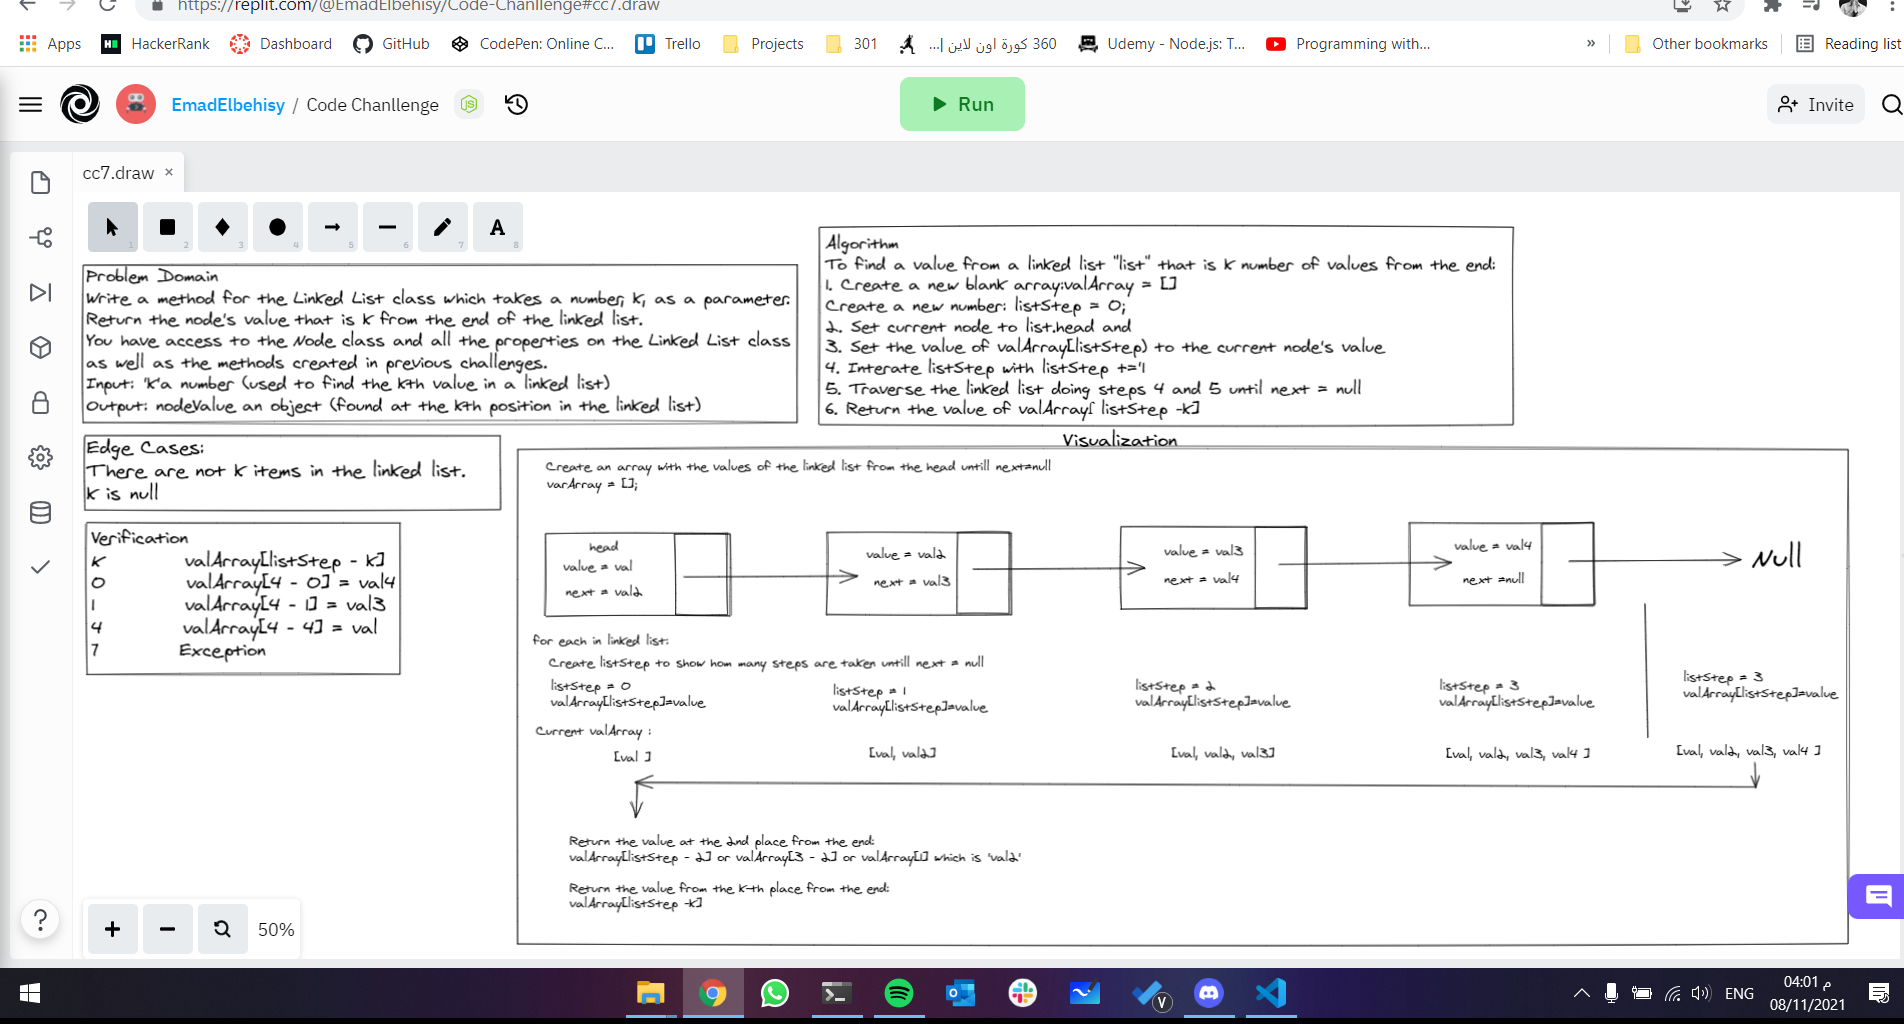 https://replit.com/@EmadElbehisy/Code-Chanllenge#cc7.draw
Apps
HackerRank
Dashboard
GitHub
CodePen: Online C...
Trello
Projects
301
360 كورة اون لاين |...
Udemy - Node.js: T...
Programming with...
»
Other bookmarks
Reading list
EmadElbehisy / Code Chanllenge
Run
Invite
cc7.draw ×
1
2
3
4
5
6
7
A 8
Problem Domain
Write a method for the Linked List class which takes a number, k, as a parameter.
Return the node's value that is k from the end of the linked list.
You have access to the Node class and all the properties on the Linked List class
as well as the methods created in previous challenges.
Input: 'k'a number (used to find the kth value in a linked list)
Output: nodeValue an object (found at the kth position in the linked list)
Algorithm
To find a value from a linked list "list" that is k number of values from the end:
1. Create a new blank array:valArray = []
Create a new number: listStep = 0;
2. Set current node to list.head and
3. Set the value of valArray[listStep) to the current node's value
4. Interate listStep with listStep +='1
5. Traverse the linked list doing steps 4 and 5 until next = null
6. Return the value of valArray[ listStep -k]
Edge Cases:
There are not k items in the linked list.
k is null
Verification
K valArray[listStep - k]
0 valArray[4 - 0] = val4
1 valArray[4 - 1] = val3
4 valArray[4 - 4] = val
7 Exception
Visualization
Create an array with the values of the linked list from the head untill next=null
varArray = [];
head
value = val
next = val2
value = val2
next = val3
value = val3
next = val4
value = val4
next =null
Null
for each in linked list:
Create listStep to show how many steps are taken untill next = null
listStep = 0
valArray[listStep]=value
listStep = 1
valArray[listStep]=value
listStep = 2
valArray[listStep]=value
listStep = 3
valArray[listStep]=value
listStep = 3
valArray[listStep]=value
Current valArray :
[val ]
[val, val2]
[val, val2, val3]
[val, val2, val3, val4 ]
[val, val2, val3, val4 ]
Return the value at the 2nd place from the end:
valArray[listStep - 2] or valArray[3 - 2] or valArray[1] which is 'val2'
Return the value from the k-th place from the end:
valArray[listStep -k]
?
50%
V
ENG
04:01 م
08/11/2021